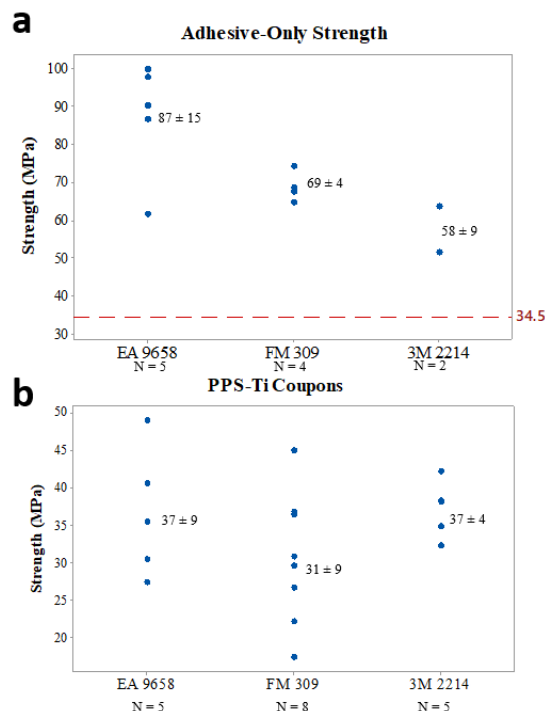 a
Adhesive-Only Strength
Strength (MPa)
100
90
80
70
60
50
40
30
87 ± 15
69 ± 4
58 ± 9
34.5
EA 9658 FM 309 3M 2214
N = 5 N = 4 N = 2
b
PPS-Ti Coupons
Strength (MPa)
50
45
40
35
30
25
20
37 ± 9
31 ± 9
37 ± 4
EA 9658 FM 309 3M 2214
N = 5 N = 8 N = 5